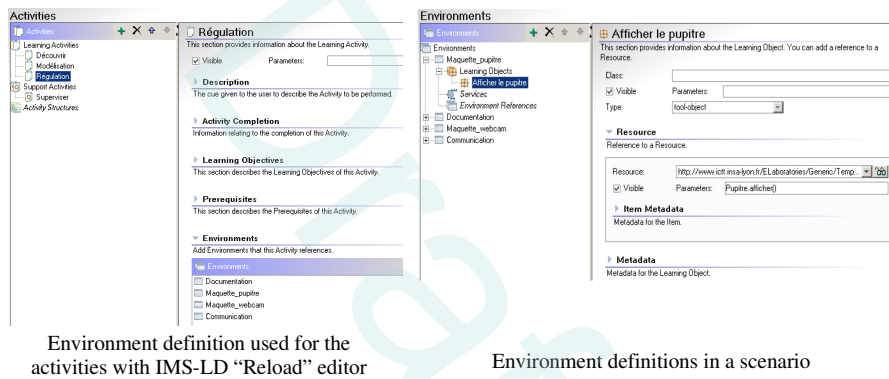 Activities
Activities
Learning Activities
Découvrir
Modélisation
Régulation
Support Activities
Superviser
Activity Structures
Régulation
This section provides information about the Learning Activity.
Visible Parameters:
Description
The cue given to the user to describe the Activity to be performed.
Activity Completion
Information relating to the completion of this Activity.
Learning Objectives
This section describes the Learning Objectives of this Activity.
Prerequisites
This section describes the Prerequisites of this Activity.
Environments
Add Environments that this Activity references.
Environments
Documentation
Maquette_pupitre
Maquette_webcam
Communication
Environment definition used for the
activities with IMS-LD “Reload” editor
Environments
Environments
Environments
Maquette_pupitre
Learning Objects
Afficher le pupitre
Services
Environment References
Documentation
Maquette_webcam
Communication
Afficher le pupitre
This section provides information about the Learning Object. You can add a reference to a
Resource.
Class:
Visible Parameters:
Type: tool-object
Resource
Reference to a Resource.
Resource: http://www.ictt.insa-lyon.fr/ELaboratories/Generic/Temp...
Visible Parameters: Pupitre.afficher()
Item Metadata
Metadata for the Item.
Metadata
Metadata for the Learning Object.
Environment definitions in a scenario